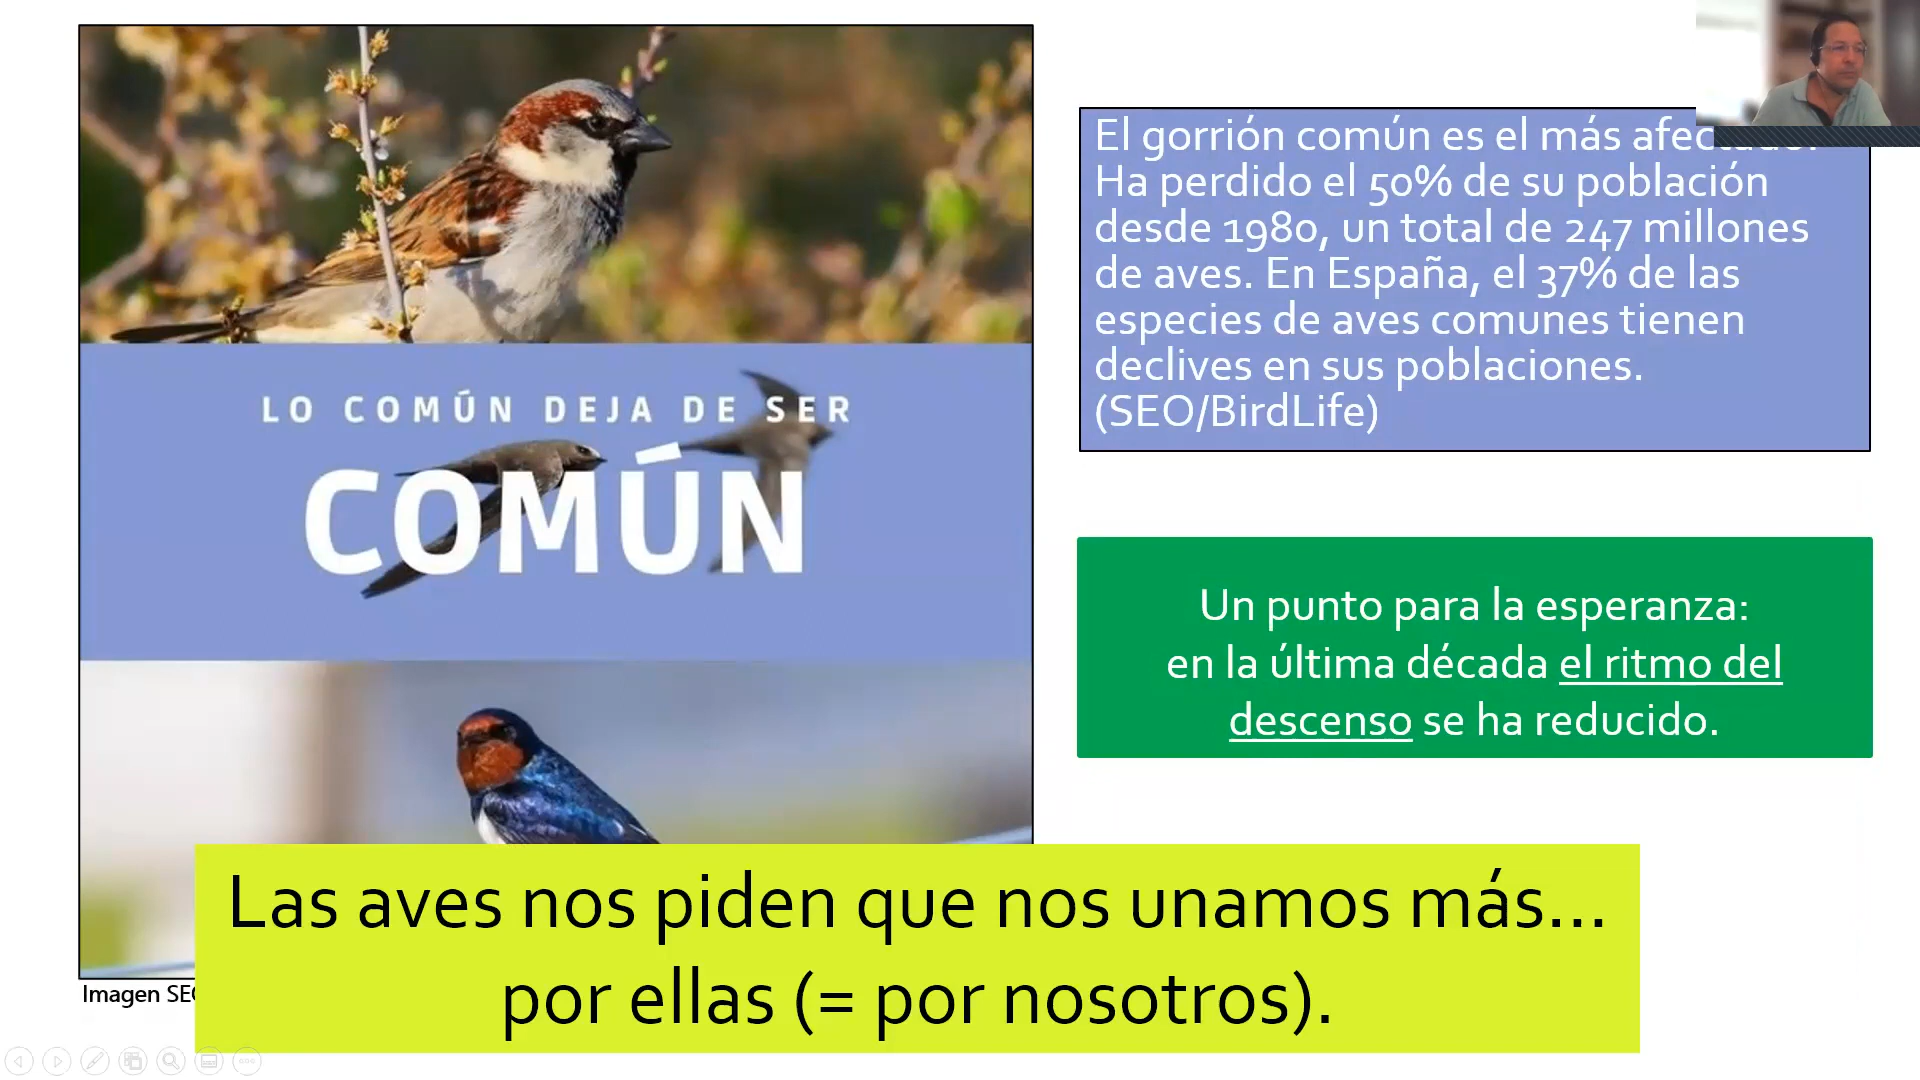 LO COMÚN DEJA DE SER
COMÚN
Imagen
El gorrión común es el más
Ha perdido el 50% de su población
desde 1980, un total de 247 millones
de aves. En España, el 37% de las
especies de aves comunes tienen
declives en sus poblaciones.
(SEO/BirdLife)
Un punto para la esperanza:
en la última década el ritmo del
descenso se ha reducido.
Las aves nos piden que nos unamos más...
por ellas (= por nosotros).